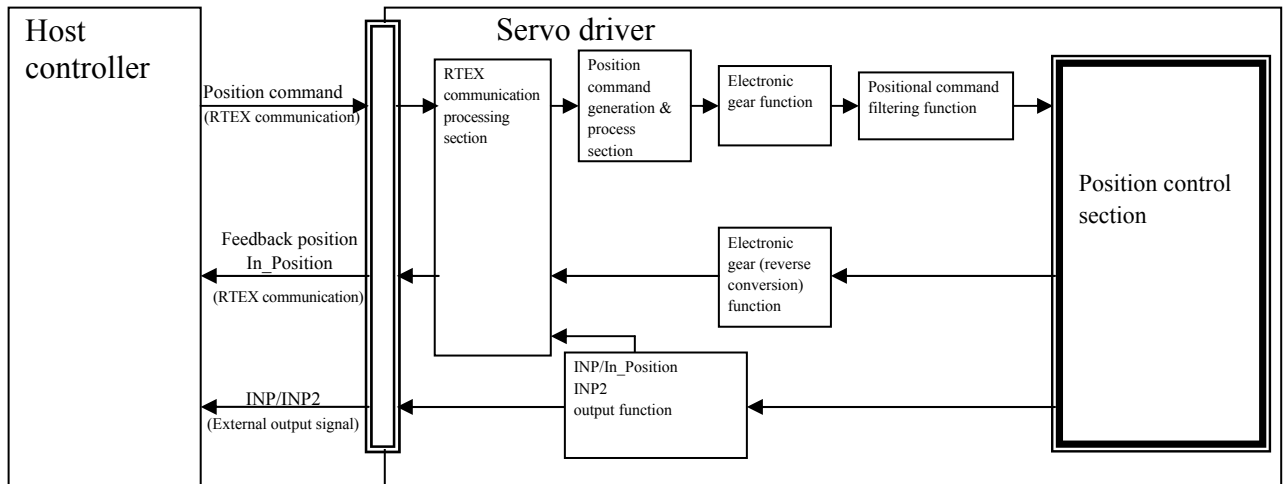 Host
controller
Servo driver
Position command
(RTEX communication)
RTEX
communication
processing
section
Position
command
generation &
process
section
Electronic
gear function
Positional command
filtering function
Position control
section
Feedback position
In_Position
(RTEX communication)
Electronic
gear (reverse
conversion)
function
INP/INP2
(External output signal)
INP/In_Position
INP2
output function